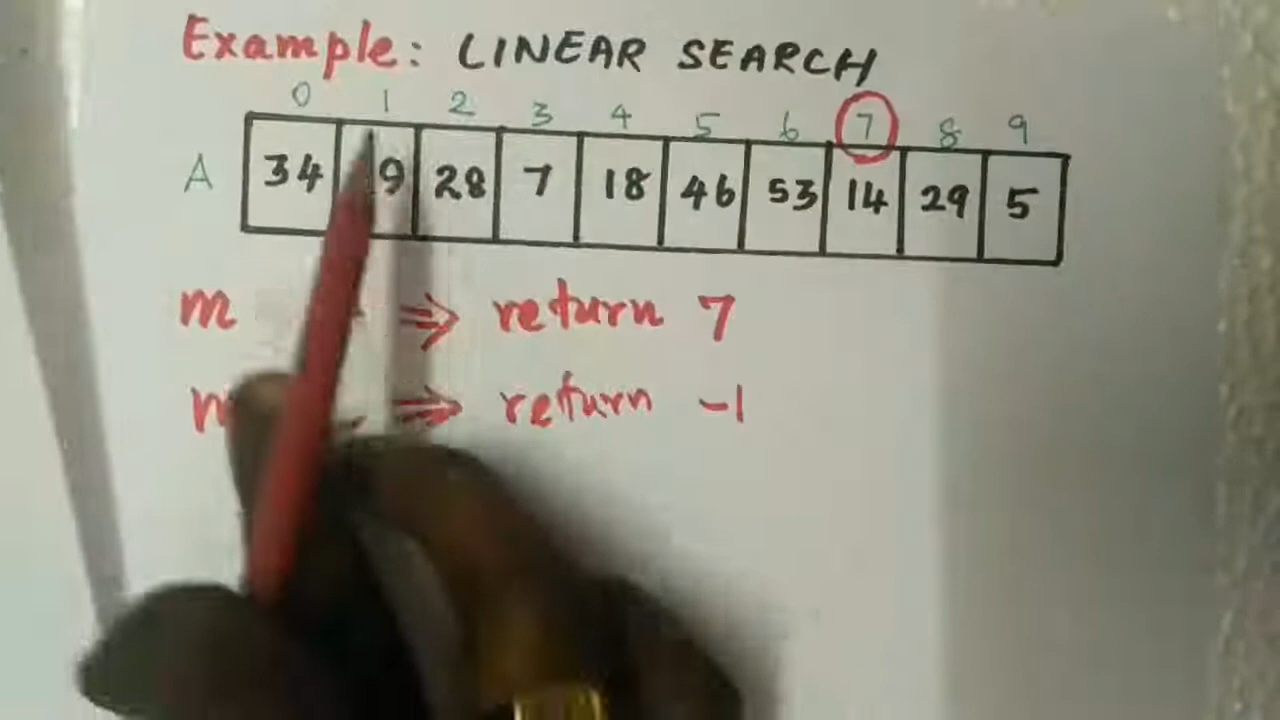 Example: LINEAR SEARCH
0 1 2 3 4 5 6 7 8 9
A 34 28 7 18 46 53 14 29 5
m ⇒ return 7
⇒ return -1